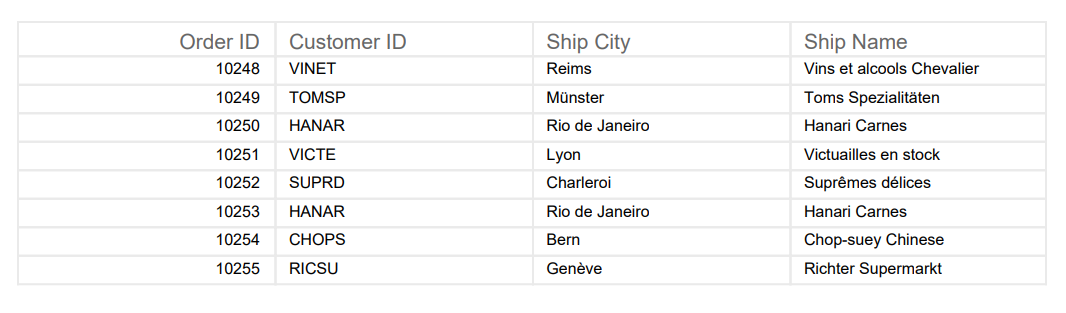 Order ID Customer ID Ship City Ship Name
10248 VINET Reims Vins et alcools Chevalier
10249 TOMSP Münster Toms Spezialitäten
10250 HANAR Rio de Janeiro Hanari Carnes
10251 VICTE Lyon Victuailles en stock
10252 SUPRD Charleroi Suprêmes délices
10253 HANAR Rio de Janeiro Hanari Carnes
10254 CHOPS Bern Chop-suey Chinese
10255 RICSU Genève Richter Supermarkt